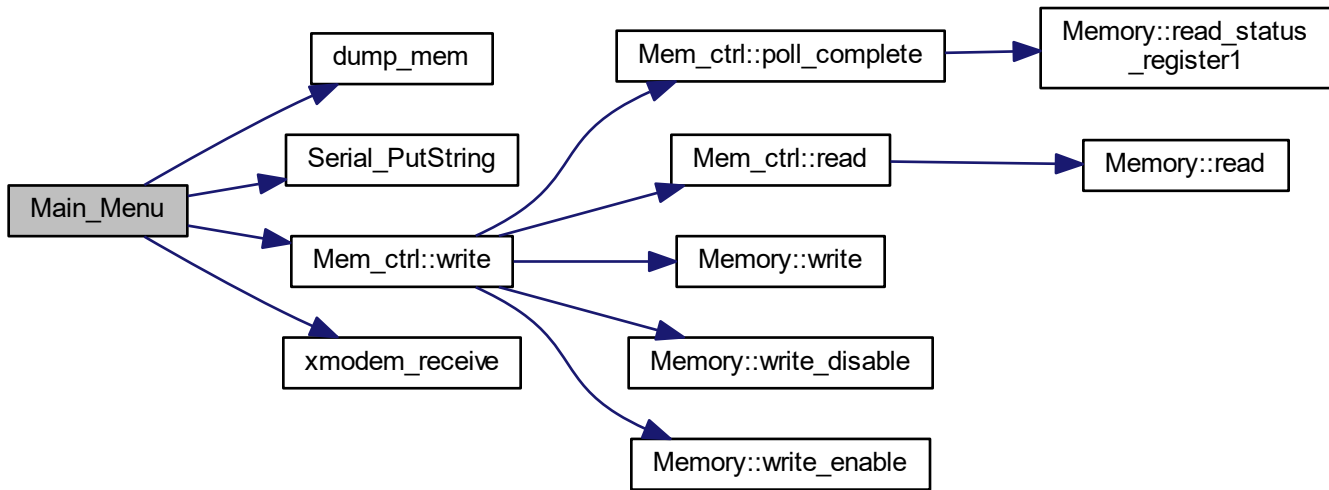 Main_Menu
dump_mem
Serial_PutString
Mem_ctrl::write
xmodem_receive
Mem_ctrl::poll_complete
Mem_ctrl::read
Memory::write
Memory::write_disable
Memory::write_enable
Memory::read_status
_register1
Memory::read